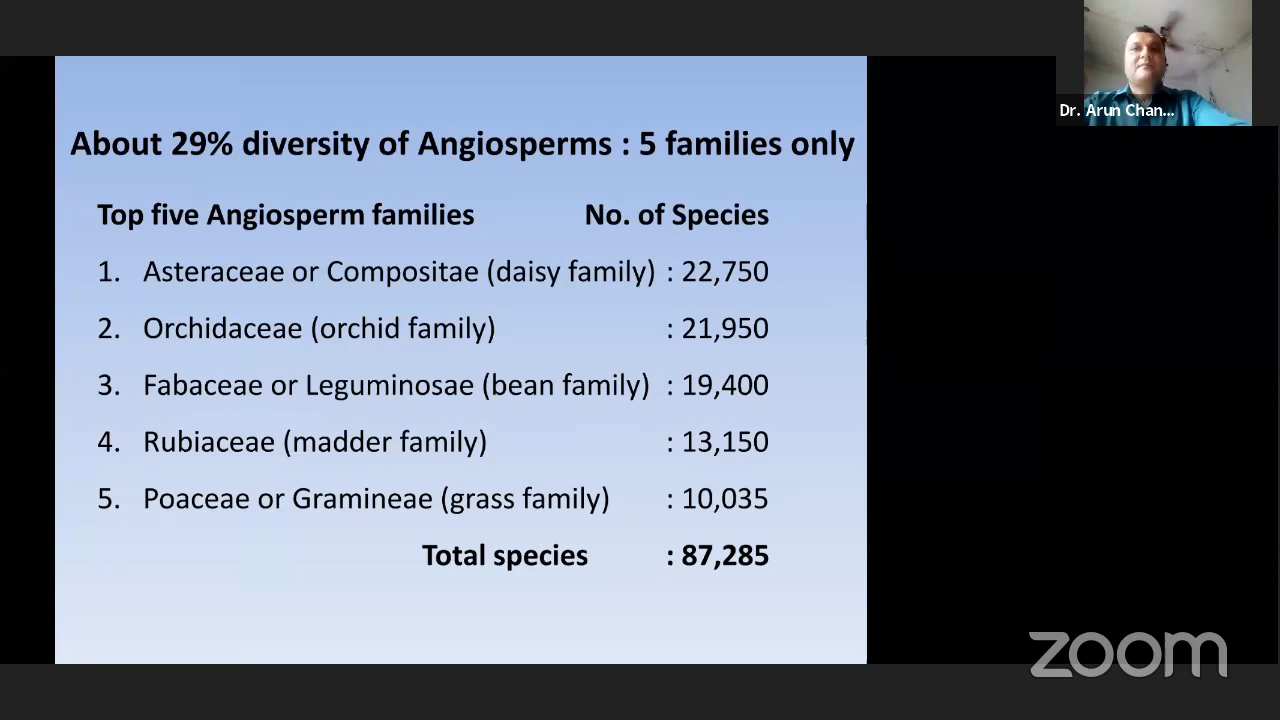 About 29% diversity of Angiosperms : 5 families only
Top five Angiosperm families No. of Species
1. Asteraceae or Compositae (daisy family) : 22,750
2. Orchidaceae (orchid family) : 21,950
3. Fabaceae or Leguminosae (bean family) : 19,400
4. Rubiaceae (madder family) : 13,150
5. Poaceae or Gramineae (grass family) : 10,035
Total species : 87,285
Dr. Arun Chan...
zoom